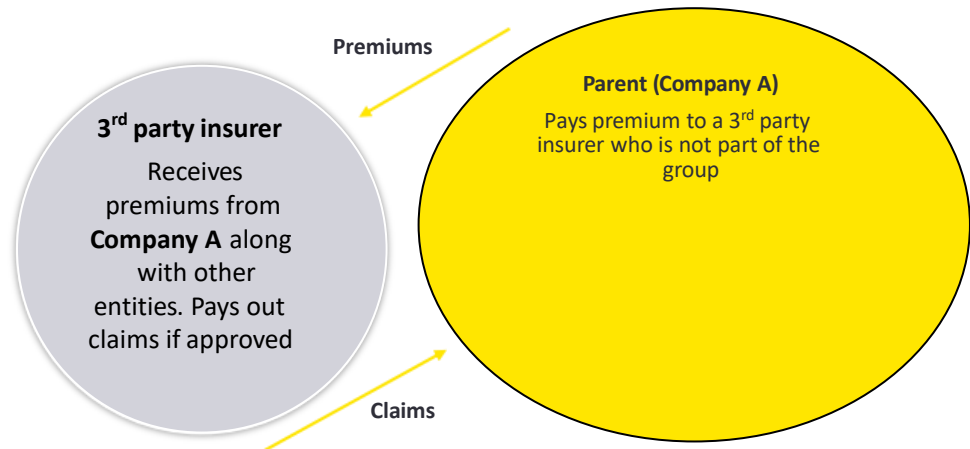 Premiums
Parent (Company A)
Pays premium to a 3rd party
insurer who is not part of the
group
3rd party insurer
Receives
premiums from
Company A along
with other
entities. Pays out
claims if approved
Claims